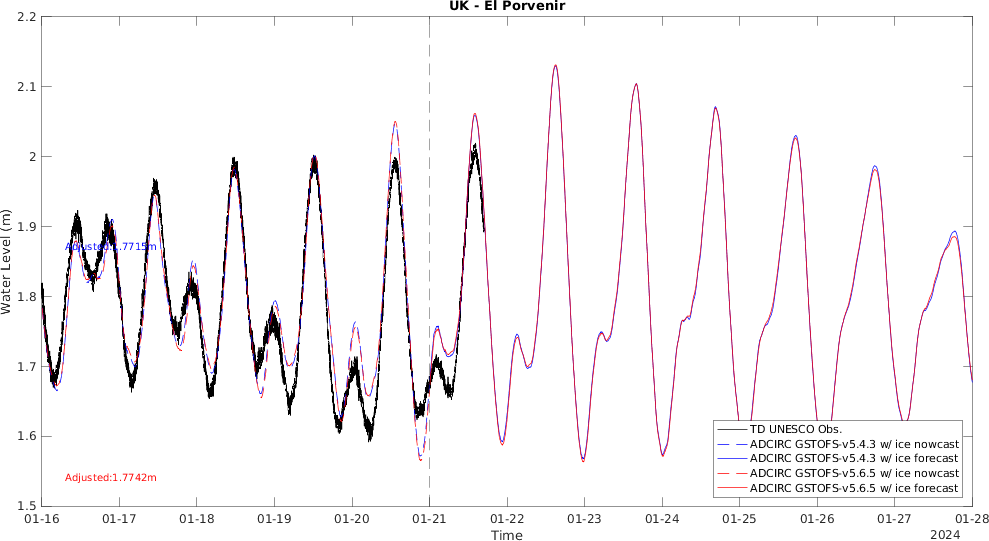 UK - El Porvenir
2.2
2.1
2
1.9
1.8
1.7
1.6
1.5
Water Level (m)
Adjusted:1.7715m
Adjusted:1.7742m
TD UNESCO Obs.
ADCIRC GSTOFS-v5.4.3 w/ ice nowcast
ADCIRC GSTOFS-v5.4.3 w/ ice forecast
ADCIRC GSTOFS-v5.6.5 w/ ice nowcast
ADCIRC GSTOFS-v5.6.5 w/ ice forecast
01-16 01-17 01-18 01-19 01-20 01-21 01-22 01-23 01-24 01-25 01-26 01-27 01-28
Time
2024